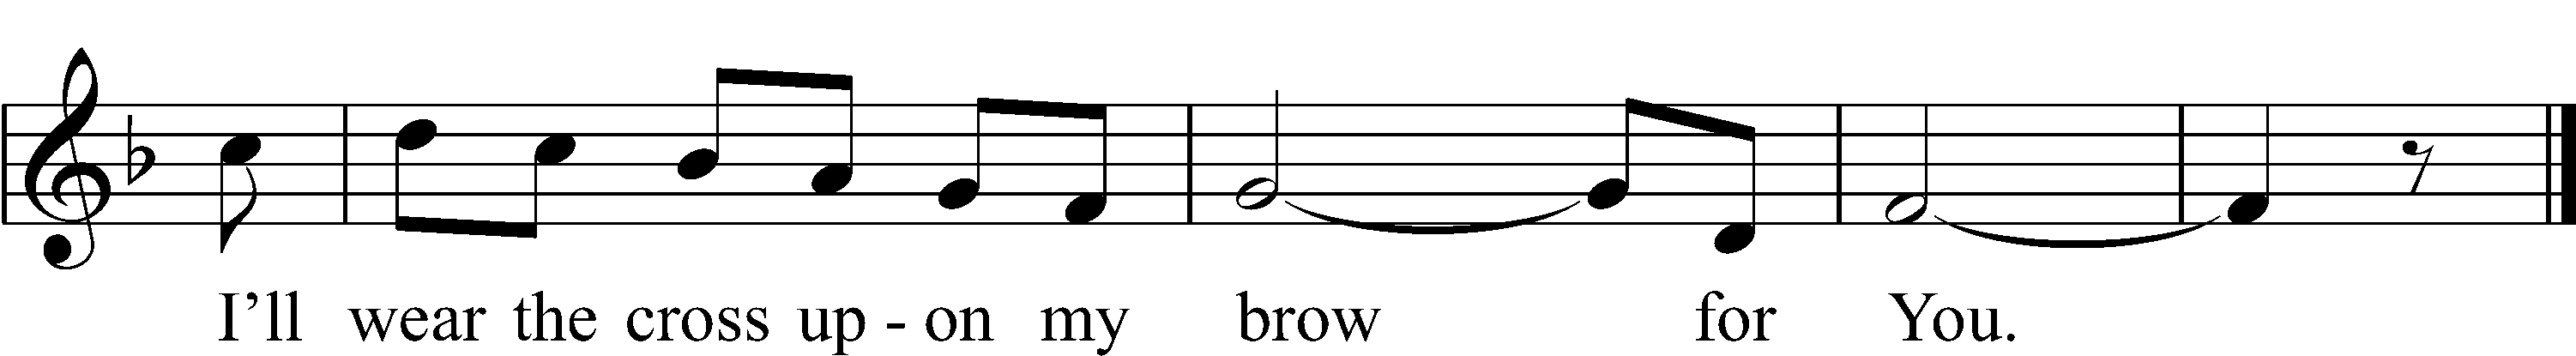 I’ll wear the cross up - on my brow for You.